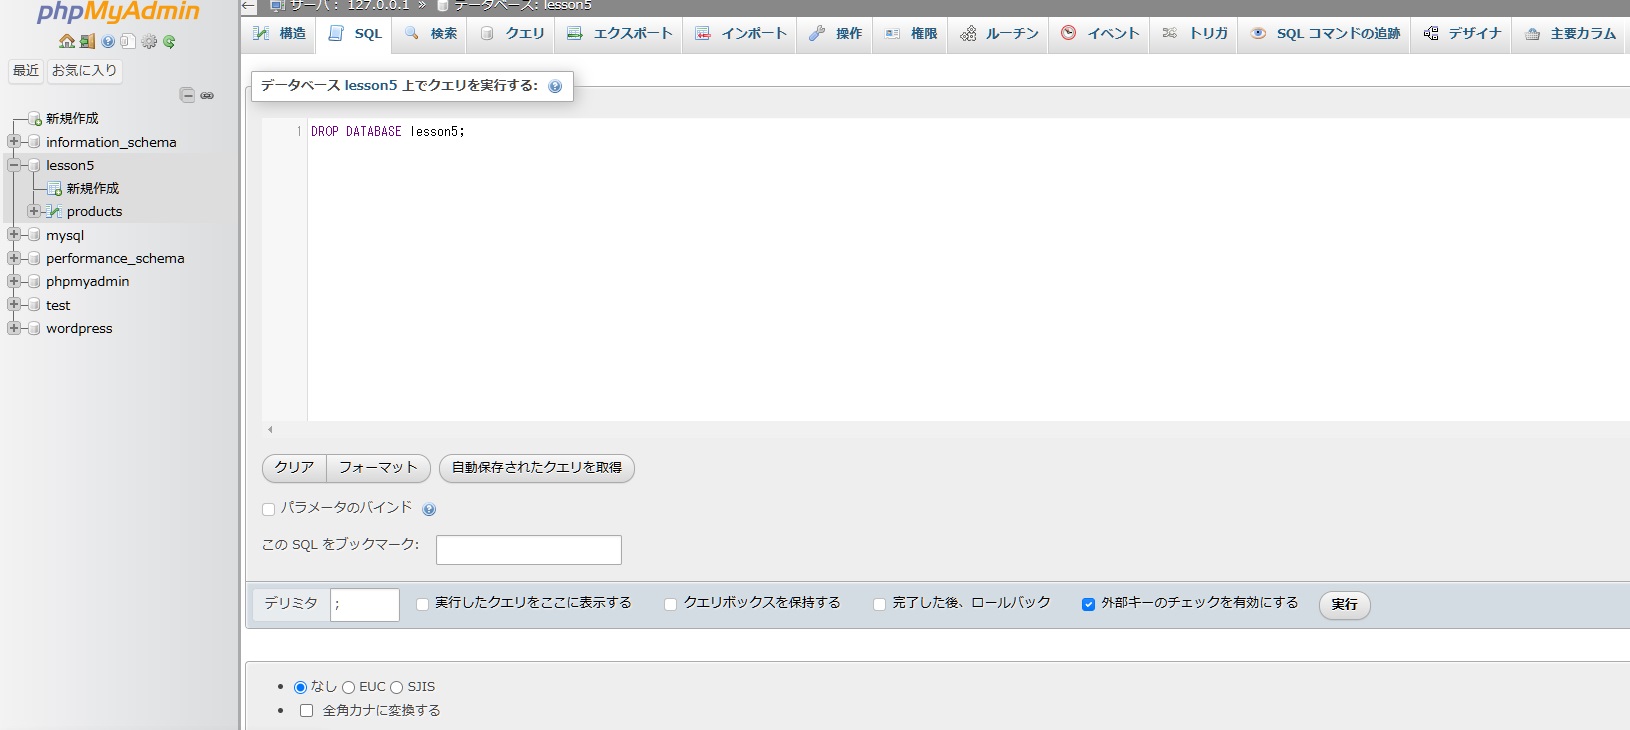 phpMyAdmin
最近 お気に入り
新規作成
information_schema
lesson5
新規作成
products
mysql
performance_schema
phpmyadmin
test
wordpress
サーバ: 127.0.0.1 » データベース: lesson5
構造 SQL 検索 クエリ エクスポート インポート 操作 権限 ルーチン イベント トリガ SQL コマンドの追跡 デザイナ 主要カラム
データベース lesson5 上でクエリを実行する:
1 DROP DATABASE lesson5;
クリア フォーマット 自動保存されたクエリを取得
パラメータのバインド
この SQL をブックマーク:
デリミタ ; 実行したクエリをここに表示する クエリボックスを保持する 完了した後、ロールバック 外部キーのチェックを有効にする 実行
なし EUC SJIS
全角カナに変換する